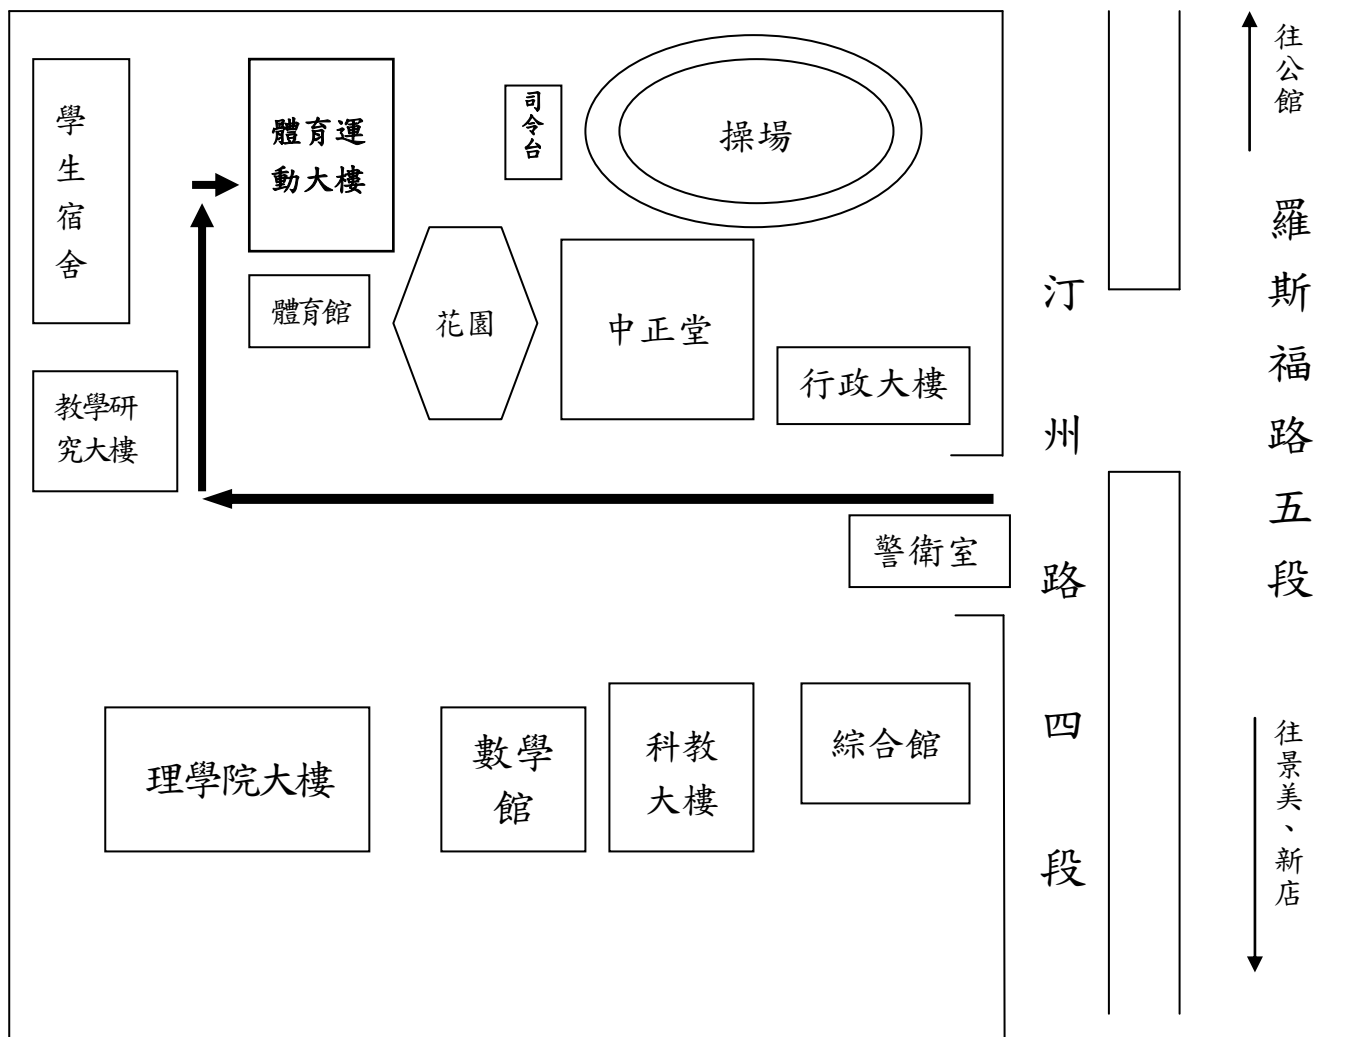 學生宿舍
體育運
動大樓
司令台
操場
往公館
體育館
花園
中正堂
行政大樓
教學研
究大樓
警衛室
汀州路四段
羅斯福路五段
理學院大樓
數學
館
科教
大樓
綜合館
往景美、新店